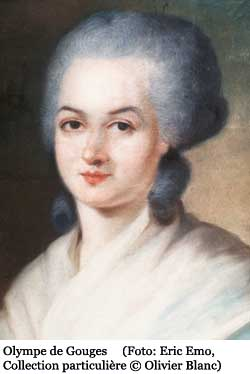 Olympe de Gouges (Foto: Eric Emo,
Collection particulière © Olivier Blanc)